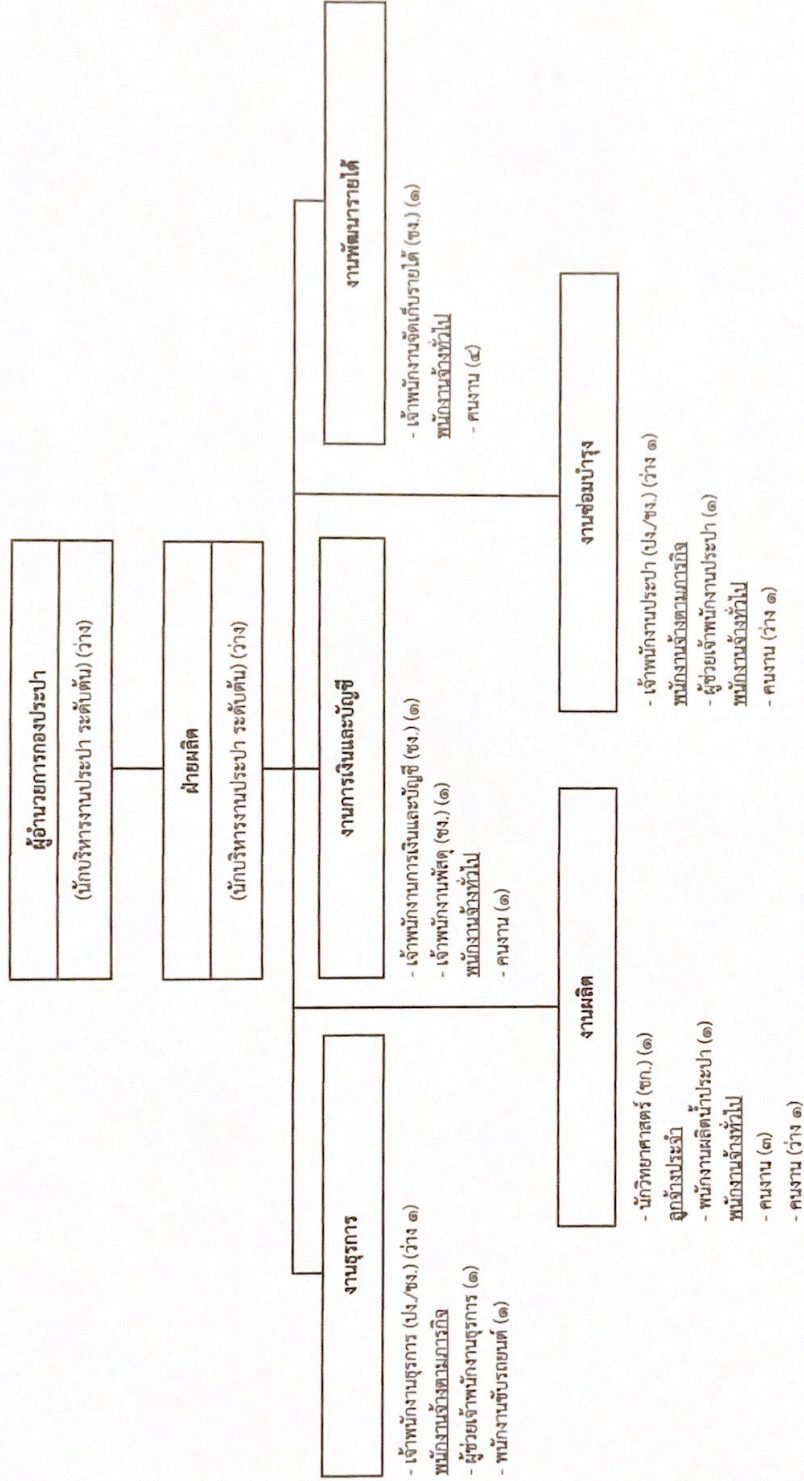 ผู้อำนวยการกองประปา
(นักบริหารงานประปา ระดับต้น) (ว่าง)
ฝ่ายผลิต
(นักบริหารงานประปา ระดับต้น) (ว่าง)
งานธุรการ
- เจ้าพนักงานธุรการ (ปง./ชง.) (ว่าง ๑)
พนักงานจ้างตามภารกิจ
- ผู้ช่วยเจ้าพนักงานธุรการ (๑)
- พนักงานขับรถยนต์ (๑)
งานการเงินและบัญชี
- เจ้าพนักงานการเงินและบัญชี (ชง.) (๑)
- เจ้าพนักงานพัสดุ (ชง.) (๑)
พนักงานจ้างทั่วไป
- คนงาน (๑)
งานพัฒนารายได้
- เจ้าพนักงานจัดเก็บรายได้ (ชง.) (๑)
พนักงานจ้างทั่วไป
- คนงาน (๔)
งานผลิต
- นักวิทยาศาสตร์ (ชก.) (๑)
ลูกจ้างประจำ
- พนักงานผลิตน้ำประปา (๑)
พนักงานจ้างทั่วไป
- คนงาน (๓)
- คนงาน (ว่าง ๑)
งานซ่อมบำรุง
- เจ้าพนักงานประปา (ปง./ชง.) (ว่าง ๑)
พนักงานจ้างตามภารกิจ
- ผู้ช่วยเจ้าพนักงานประปา (๑)
พนักงานจ้างทั่วไป
- คนงาน (ว่าง ๑)